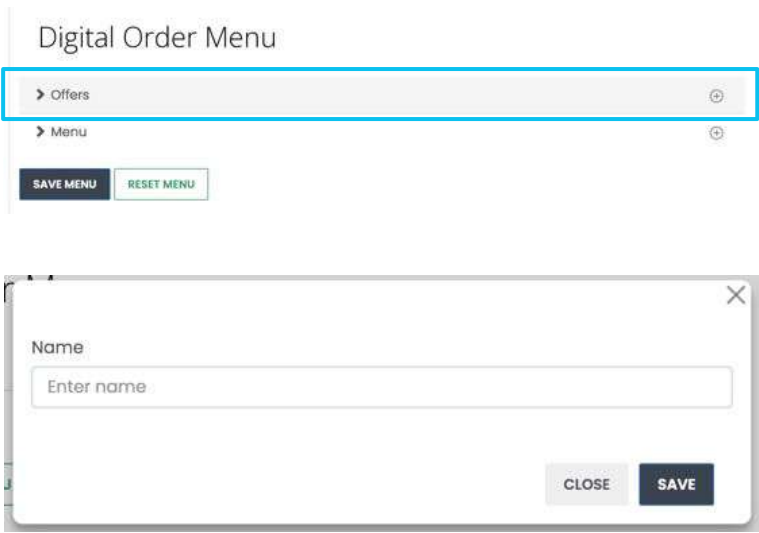 Digital Order Menu
Offers
Menu
SAVE MENU RESET MENU
Name
Enter name
CLOSE SAVE